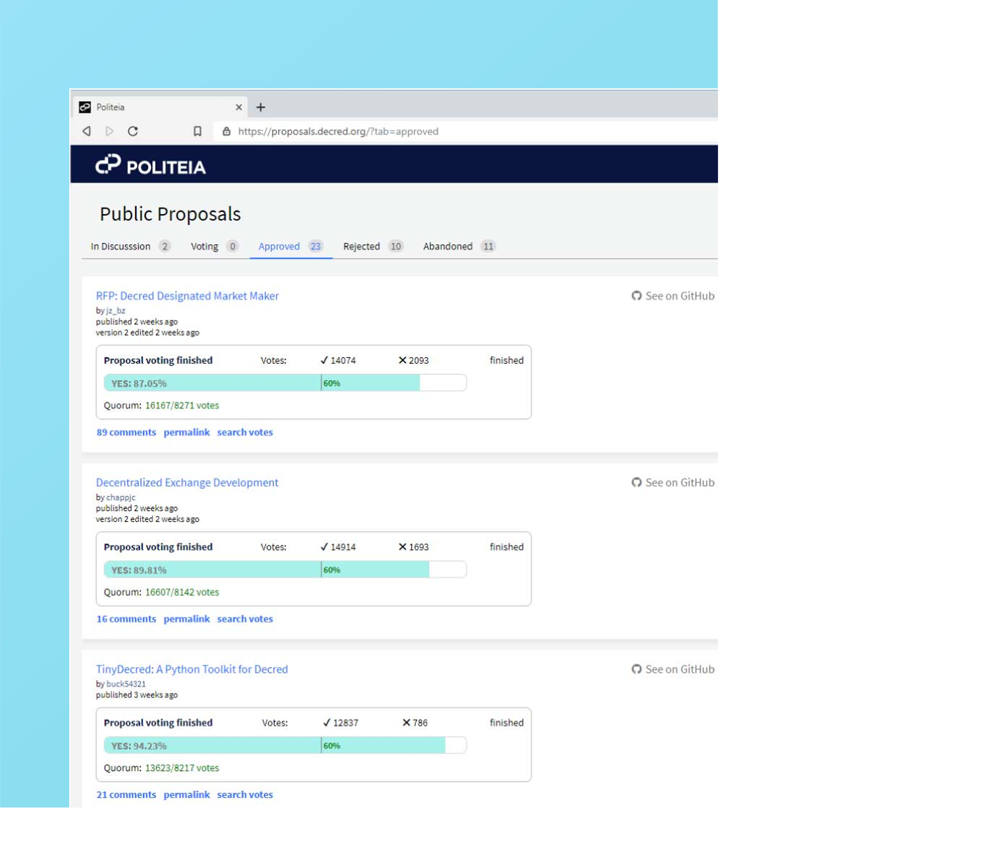 Politeia
https://proposals.decred.org/?tab=approved
POLITEIA
Public Proposals
In Discusssion 2 Voting 0 Approved 23 Rejected 10 Abandoned 11
RFP: Decred Designated Market Maker See on GitHub
by jz_bz
published 2 weeks ago
version 2 edited 2 weeks ago
Proposal voting finished Votes: ✓ 14074 ✕ 2093 finished
YES: 87.05% 60%
Quorum: 16167/8271 votes
89 comments permalink search votes
Decentralized Exchange Development See on GitHub
by chappjc
published 2 weeks ago
version 2 edited 2 weeks ago
Proposal voting finished Votes: ✓ 14914 ✕ 1693 finished
YES: 89.81% 60%
Quorum: 16607/8142 votes
16 comments permalink search votes
TinyDecred: A Python Toolkit for Decred See on GitHub
by buck54321
published 3 weeks ago
Proposal voting finished Votes: ✓ 12837 ✕ 786 finished
YES: 94.23% 60%
Quorum: 13623/8217 votes
21 comments permalink search votes